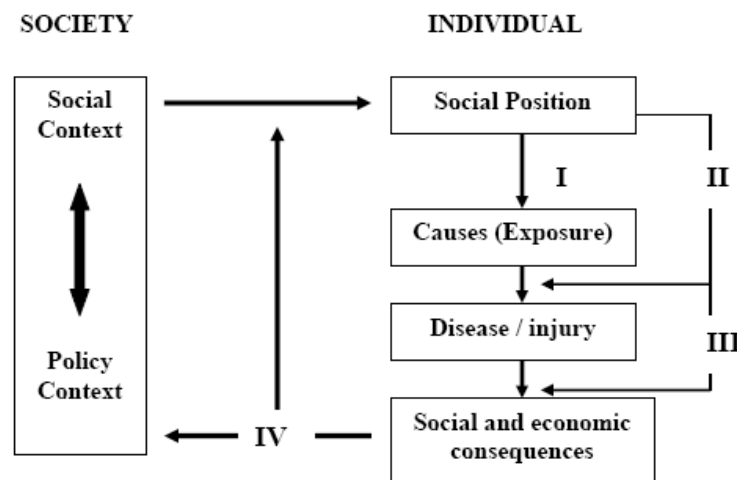 SOCIETY
INDIVIDUAL
Social
Context
Policy
Context
Social Position
I
II
Causes (Exposure)
Disease / injury
III
Social and economic
consequences
IV